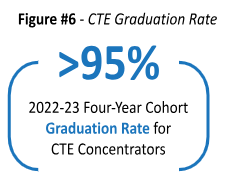 Figure #6 - CTE Graduation Rate
>95%
2022-23 Four-Year Cohort
Graduation Rate for
CTE Concentrators